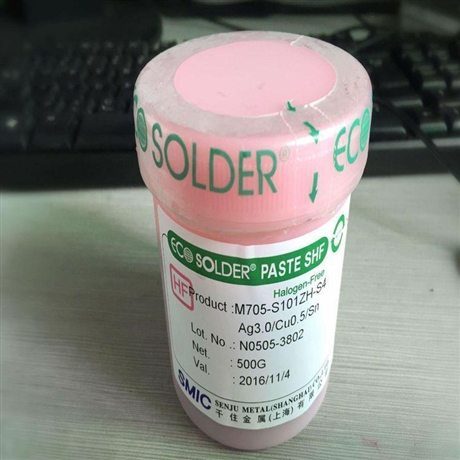 ECO SOLDER®
ECO
ECO SOLDER® PASTE SHF
Halogen-Free
HF
Product :M705-S101ZH-S4
Ag3.0/Cu0.5/Sn
Lot. No. : N0505-3802
Net. : 500G
Val. : 2016/11/4
SMIC
SENJU METAL(SHANGHAI)CO.
千住金属(上海)有限